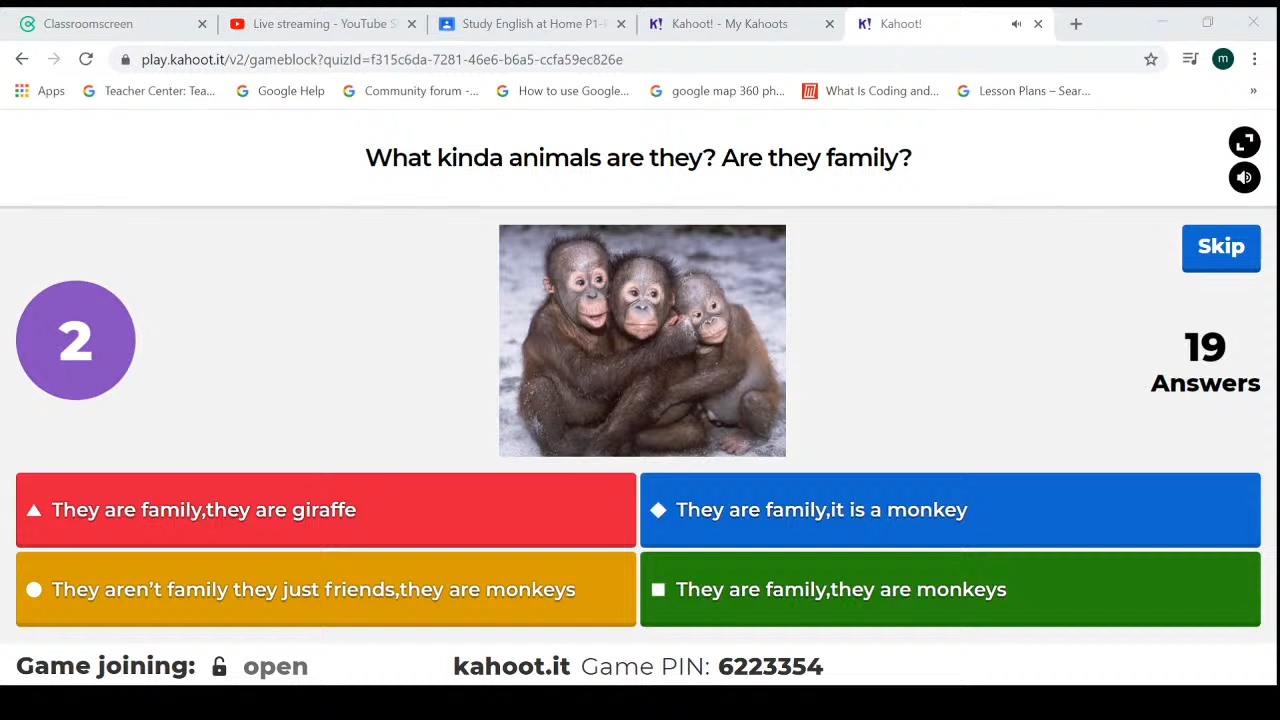 Classroomscreen
Live streaming - YouTube S
Study English at Home P1-
Kahoot! - My Kahoots
Kahoot!
play.kahoot.it/v2/gameblock?quizId=f315c6da-7281-46e6-b6a5-ccfa59ec826e
m
Apps
Teacher Center: Tea...
Google Help
Community forum -...
How to use Google...
google map 360 ph...
What Is Coding and...
Lesson Plans – Sear...
»
What kinda animals are they? Are they family?
Skip
2
19
Answers
They are family,they are giraffe
They are family,it is a monkey
They aren't family they just friends,they are monkeys
They are family,they are monkeys
Game joining: open
kahoot.it Game PIN: 6223354